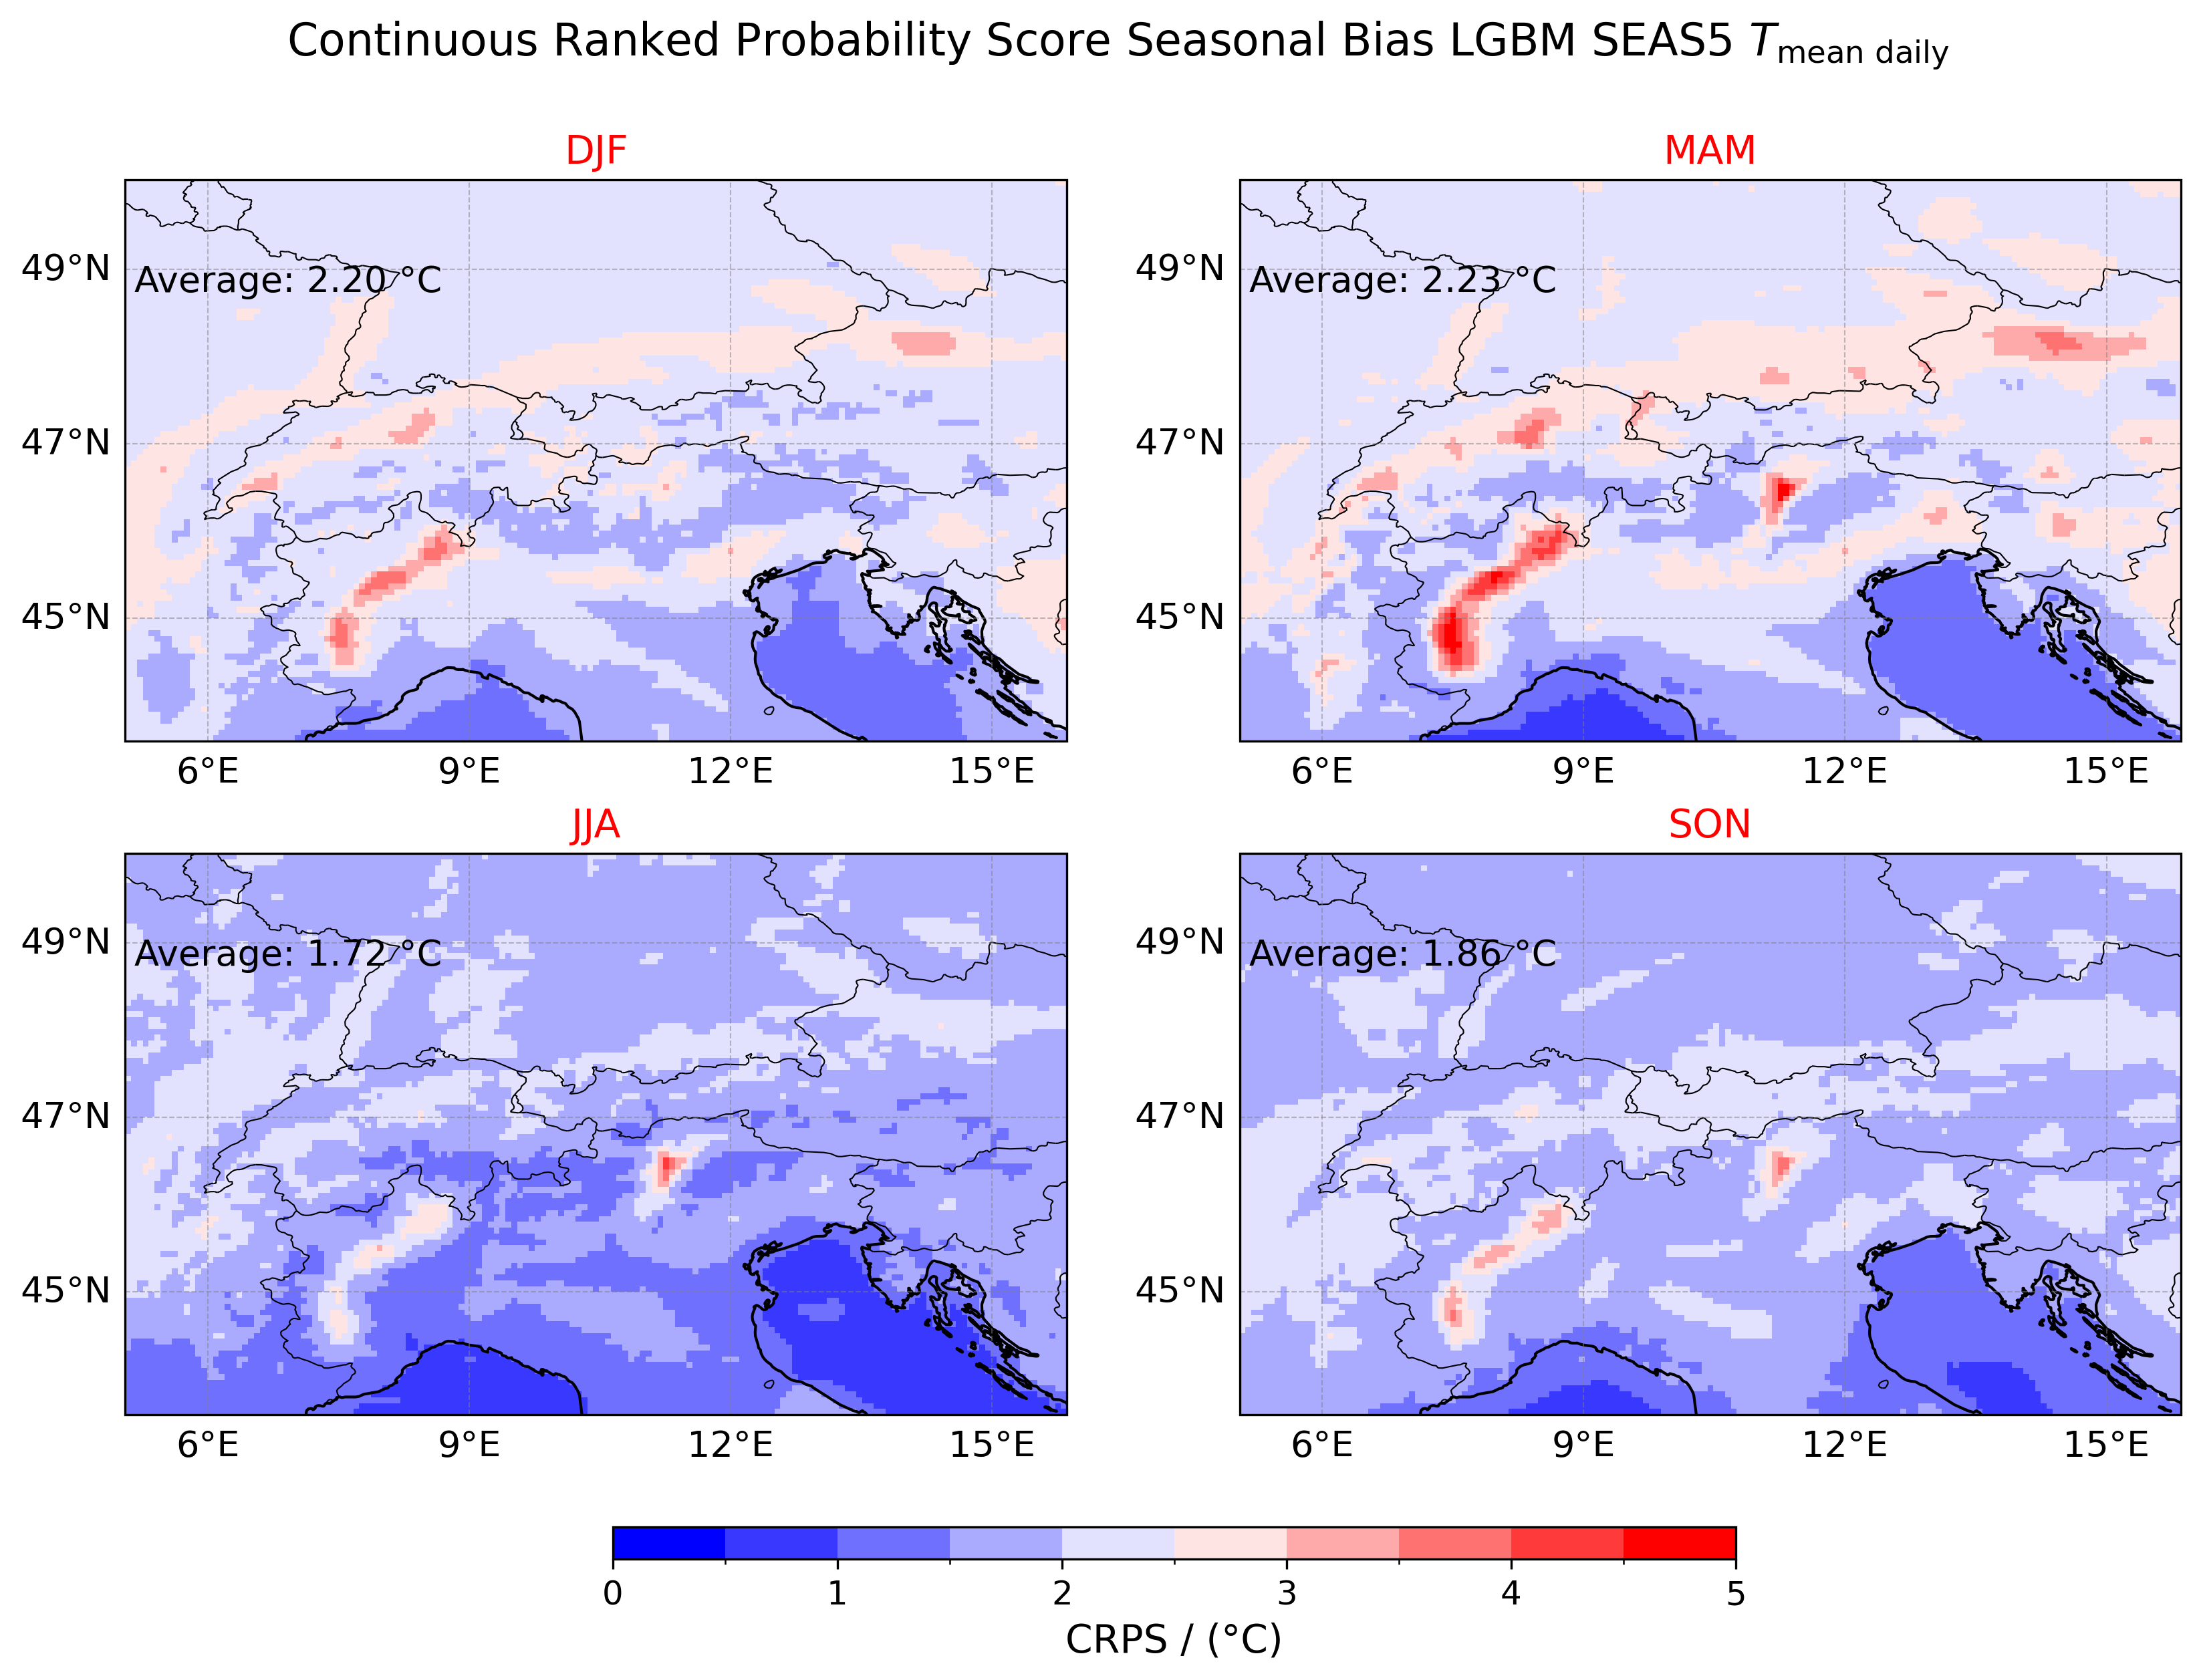 Continuous Ranked Probability Score Seasonal Bias LGBM SEAS5 T mean daily
DJF
MAM
49°N
47°N
45°N
Average: 2.20 °C
6°E 9°E 12°E 15°E
49°N
47°N
45°N
Average: 2.23 °C
6°E 9°E 12°E 15°E
JJA
SON
49°N
47°N
45°N
Average: 1.72 °C
6°E 9°E 12°E 15°E
49°N
47°N
45°N
Average: 1.86 °C
6°E 9°E 12°E 15°E
0 1 2 3 4 5
CRPS / (°C)